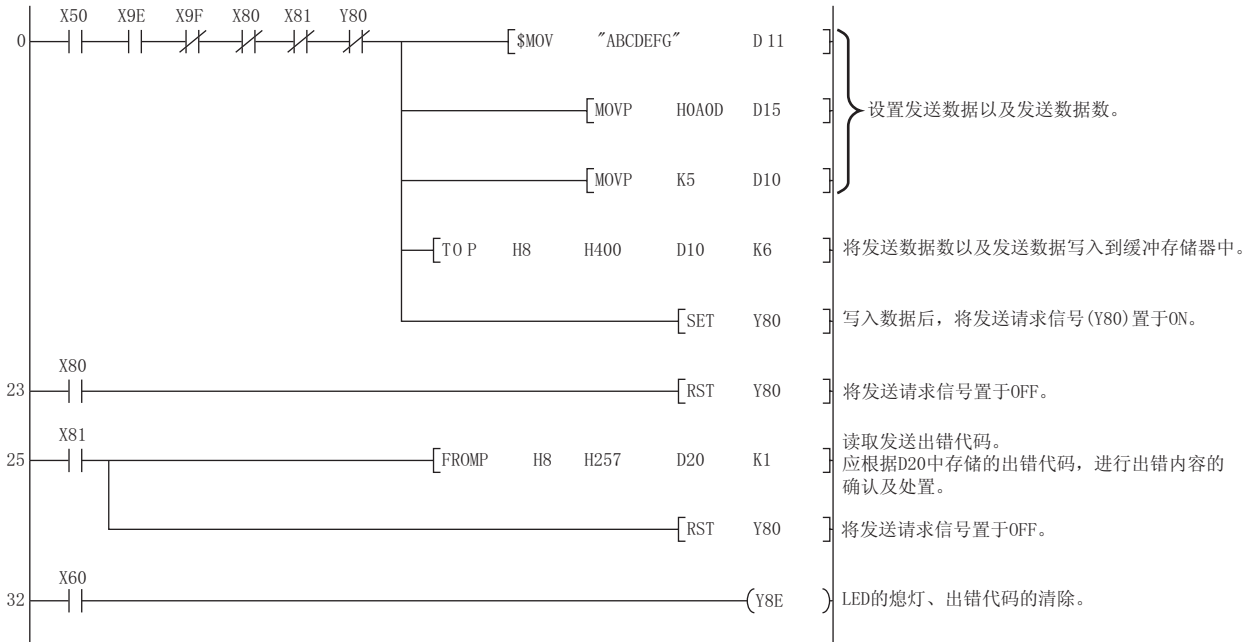 X50 X9E X9F X80 X81 Y80
0 $MOV "ABCDEFG" D 11
MOVP H0A0D D15
设置发送数据以及发送数据数。
MOVP K5 D10
TO P H8 H400 D10 K6 将发送数据数以及发送数据写入到缓冲存储器中。
SET Y80 写入数据后，将发送请求信号(Y80)置于ON。
X80
23 RST Y80 将发送请求信号置于OFF。
X81
25 FROMP H8 H257 D20 K1 读取发送出错代码。
应根据D20中存储的出错代码，进行出错内容的
确认及处置。
RST Y80 将发送请求信号置于OFF。
X60
32 Y8E LED的熄灯、出错代码的清除。